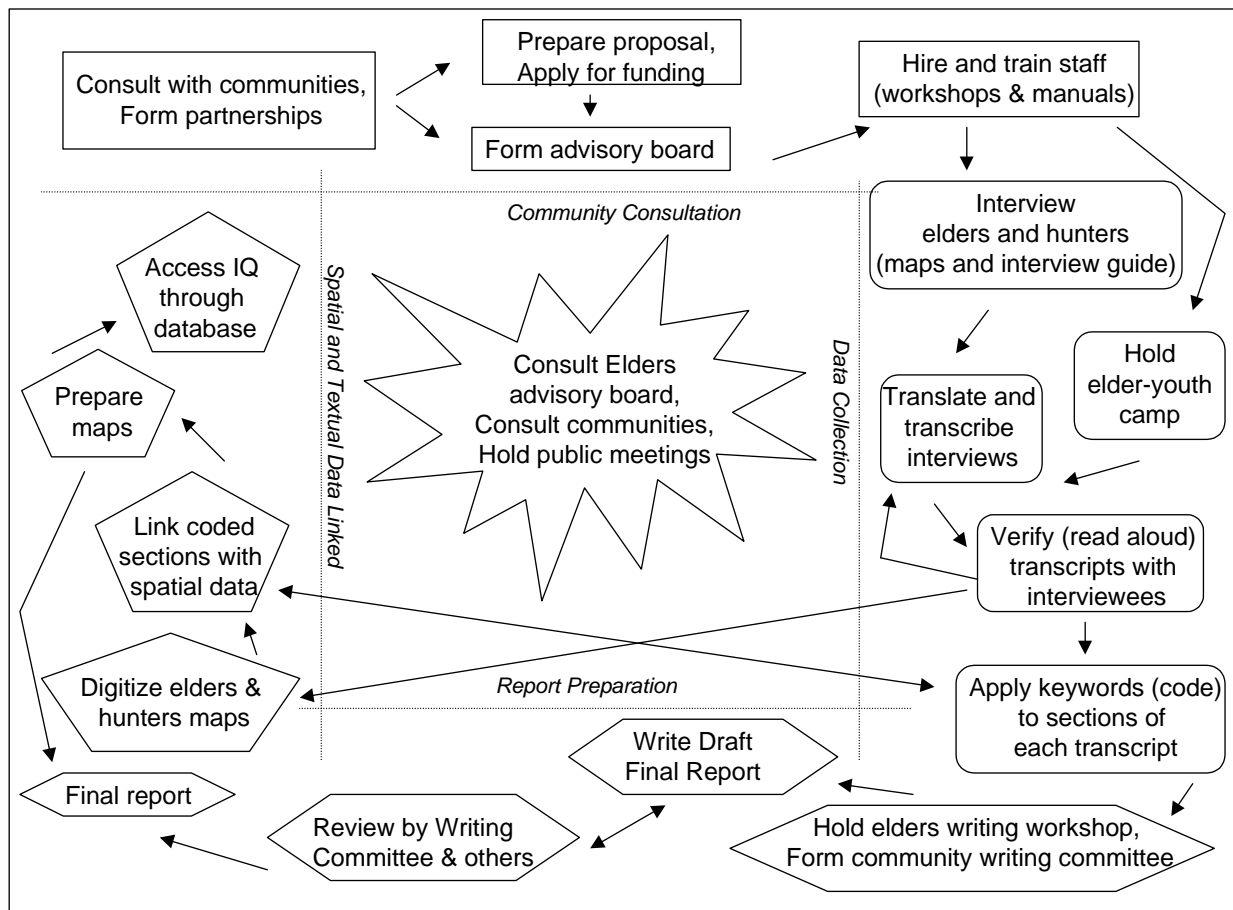 Consult with communities,
Form partnerships
Prepare proposal,
Apply for funding
Form advisory board
Hire and train staff
(workshops & manuals)
Community Consultation
Interview
elders and hunters
(maps and interview guide)
Access IQ
through
database
Spatial and Textual Data Linked
Consult Elders
advisory board,
Consult communities,
Hold public meetings
Data Collection
Hold
elder-youth
camp
Prepare
maps
Translate and
transcribe
interviews
Link coded
sections with
spatial data
Verify (read aloud)
transcripts with
interviewees
Digitize elders &
hunters maps
Report Preparation
Apply keywords (code)
to sections of
each transcript
Write Draft
Final Report
Final report
Review by Writing
Committee & others
Hold elders writing workshop,
Form community writing committee